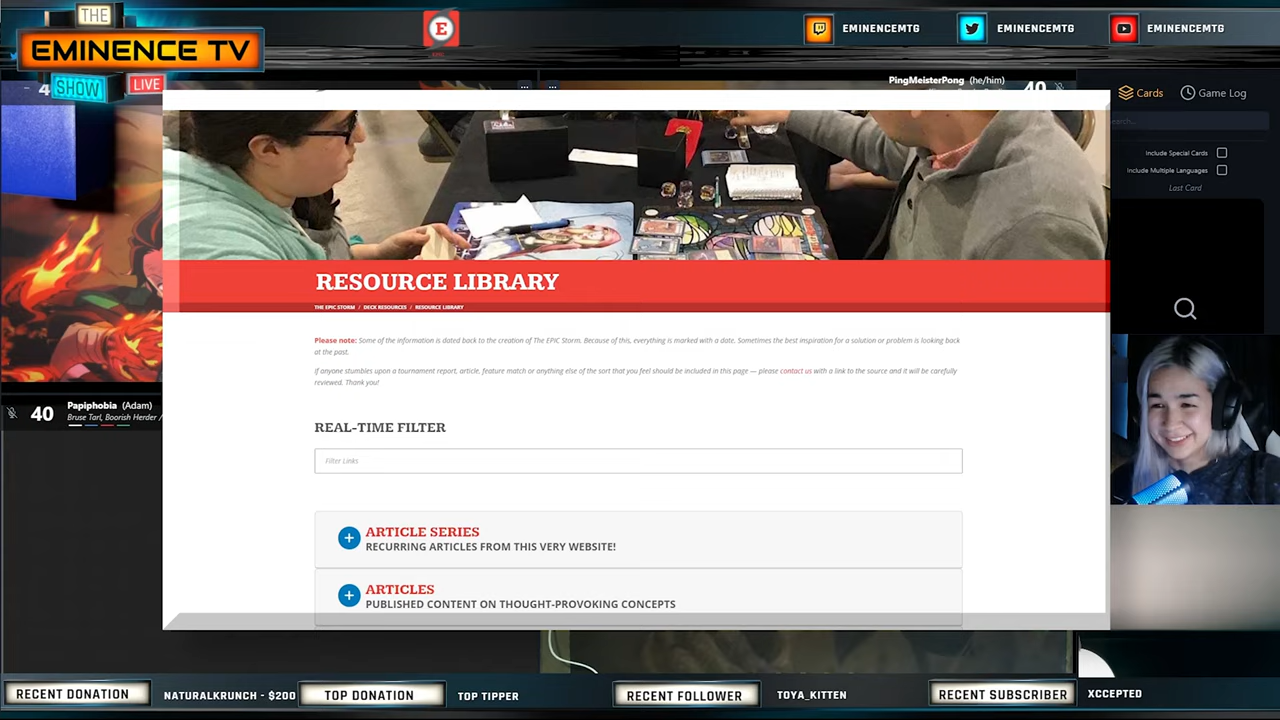 THE
EMINENCE TV
SHOW
LIVE
E
EMINENCEMTG
EMINENCEMTG
EMINENCEMTG
PingMeisterPong (he/him)
40
Cards
Game Log
Include Special Cards
Include Multiple Languages
Last Card
RESOURCE LIBRARY
THE EPIC STORM / DECK RESOURCES / RESOURCE LIBRARY
Please note: Some of the information is dated back to the creation of The EPIC Storm. Because of this, everything is marked with a date. Sometimes the best inspiration for a solution or problem is looking
at the past.
If anyone stumbles upon a tournament report, article, feature match or anything else of the sort that you feel should be included in this page — please contact us with a link to the source and it will be carefully
reviewed. Thank you!
40
Papiphobia (Adam)
Bruse Tarl, Boorish Herder /
REAL-TIME FILTER
Filter Links
ARTICLE SERIES
RECURRING ARTICLES FROM THIS VERY WEBSITE!
ARTICLES
PUBLISHED CONTENT ON THOUGHT-PROVOKING CONCEPTS
RECENT DONATION
NATURALKRUNCH - $200
TOP DONATION
TOP TIPPER
RECENT FOLLOWER
TOYA_KITTEN
RECENT SUBSCRIBER
XCCEPTED